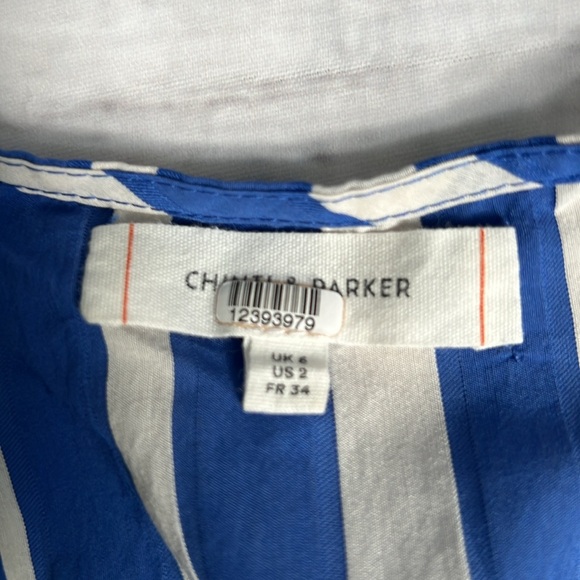 CHINTI & PARKER
12393979
UK 6
US 2
FR 34